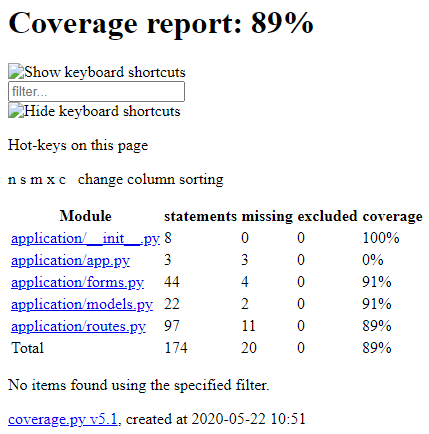 Coverage report: 89%
Show keyboard shortcuts
filter...
Hide keyboard shortcuts
Hot-keys on this page
n s m x c change column sorting
Module statements missing excluded coverage
application/__init__.py 8 0 0 100%
application/app.py 3 3 0 0%
application/forms.py 44 4 0 91%
application/models.py 22 2 0 91%
application/routes.py 97 11 0 89%
Total 174 20 0 89%
No items found using the specified filter.
coverage.py v5.1, created at 2020-05-22 10:51